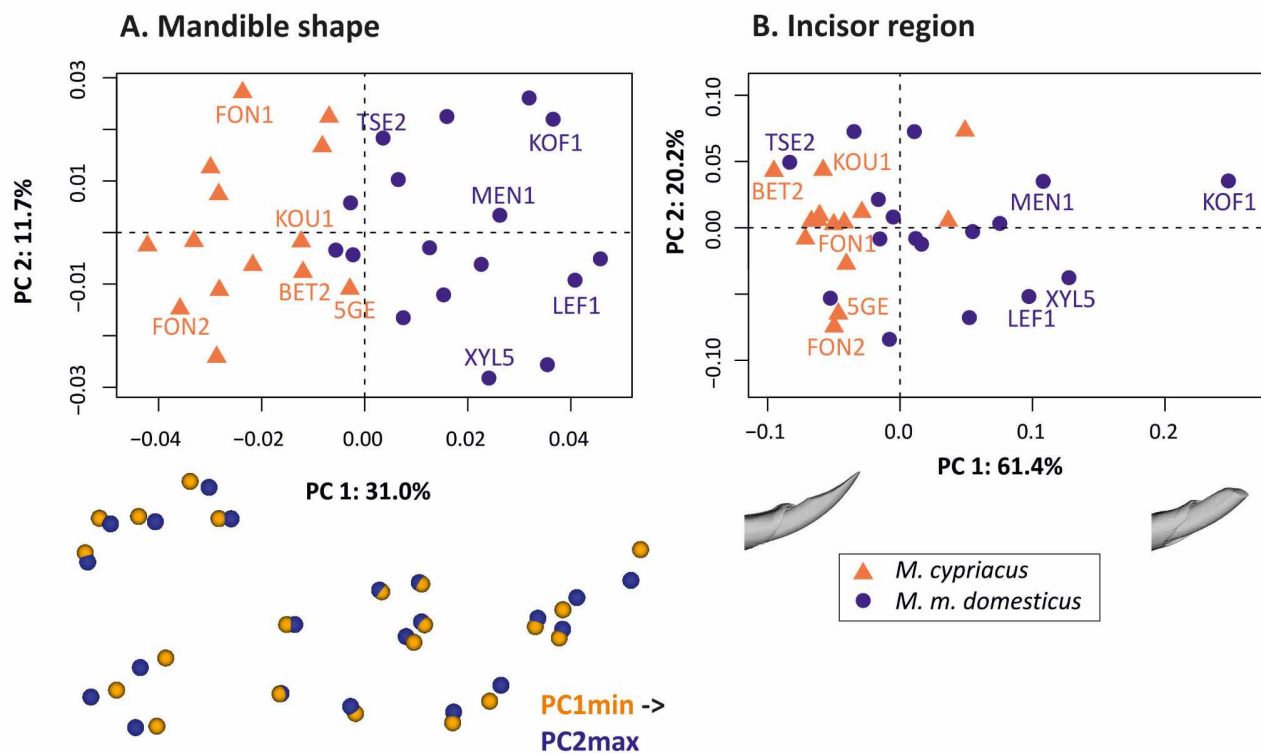 A. Mandible shape
PC 2: 11.7%
0.03
0.01
−0.01
−0.03
FON1
TSE2
KOF1
MEN1
KOU1
BET2
5GE
LEF1
FON2
XYL5
−0.04
−0.02
0.00
0.02
0.04
PC 1: 31.0%
PC1min ->
PC2max
B. Incisor region
PC 2: 20.2%
0.10
0.05
0.00
−0.10
TSE2
KOU1
BET2
MEN1
KOF1
FON1
5GE
XYL5
LEF1
FON2
−0.1
0.0
0.1
0.2
PC 1: 61.4%
M. cypriacus
M. m. domesticus